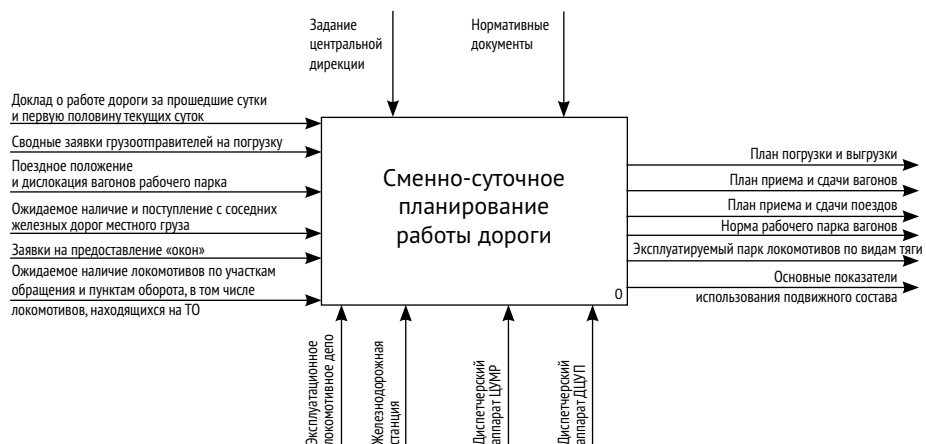 Задание
центральной
дирекции
Нормативные
документы
Доклад о работе дороги за прошедшие сутки
и первую половину текущих суток
Сводные заявки грузоотправителей на погрузку
Поездное положение
и дислокация вагонов рабочего парка
Ожидаемое наличие и поступление с соседних
железных дорог местного груза
Заявки на предоставление «окон»
Ожидаемое наличие локомотивов по участкам
обращения и пунктам оборота, в том числе
локомотивов, находящихся на ТО
Сменно-суточное
планирование
работы дороги
0
План погрузки и выгрузки
План приема и сдачи вагонов
План приема и сдачи поездов
Норма рабочего парка вагонов
Эксплуатируемый парк локомотивов по видам тяги
Основные показатели
использования подвижного состава
Эксплуатационное
локомотивное депо
Железнодорожная
станция
Диспетчерский
аппарат ЦУМР
Диспетчерский
аппарат ДЦУП